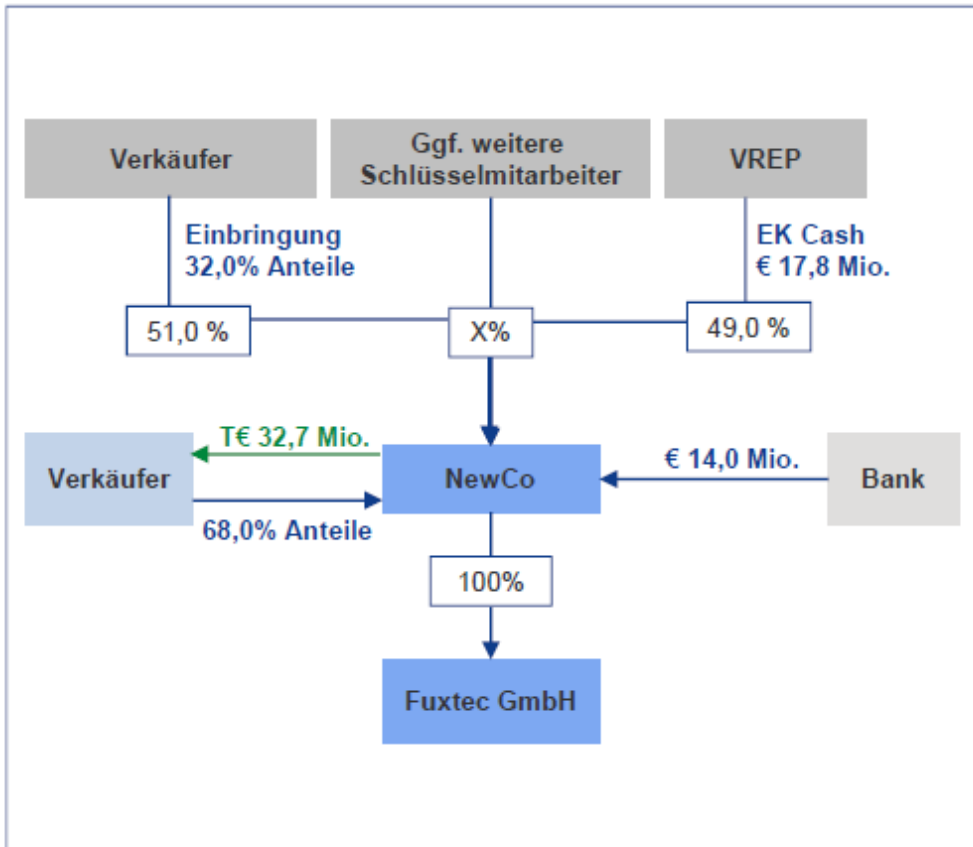 Verkäufer
Ggf. weitere
Schlüsselmitarbeiter
VREP
Einbringung
32,0% Anteile
EK Cash
€ 17,8 Mio.
51,0 %
X%
49,0 %
T€ 32,7 Mio.
€ 14,0 Mio.
Verkäufer
NewCo
Bank
68,0% Anteile
100%
Fuxtec GmbH